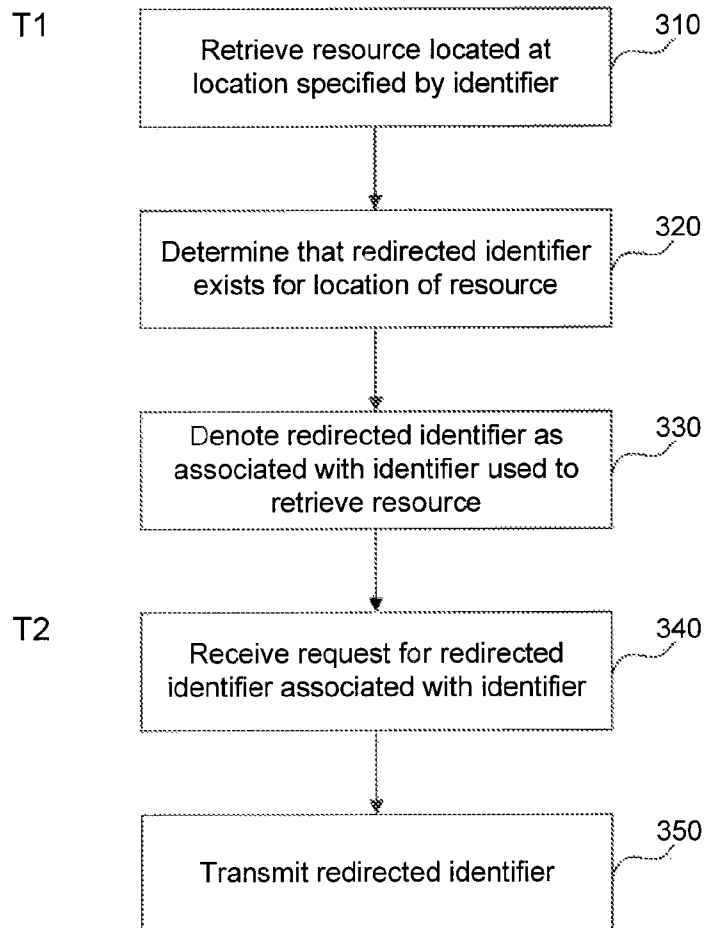 T1
310
Retrieve resource located at
location specified by identifier
320
Determine that redirected identifier
exists for location of resource
330
Denote redirected identifier as
associated with identifier used to
retrieve resource
T2
340
Receive request for redirected
identifier associated with identifier
350
Transmit redirected identifier